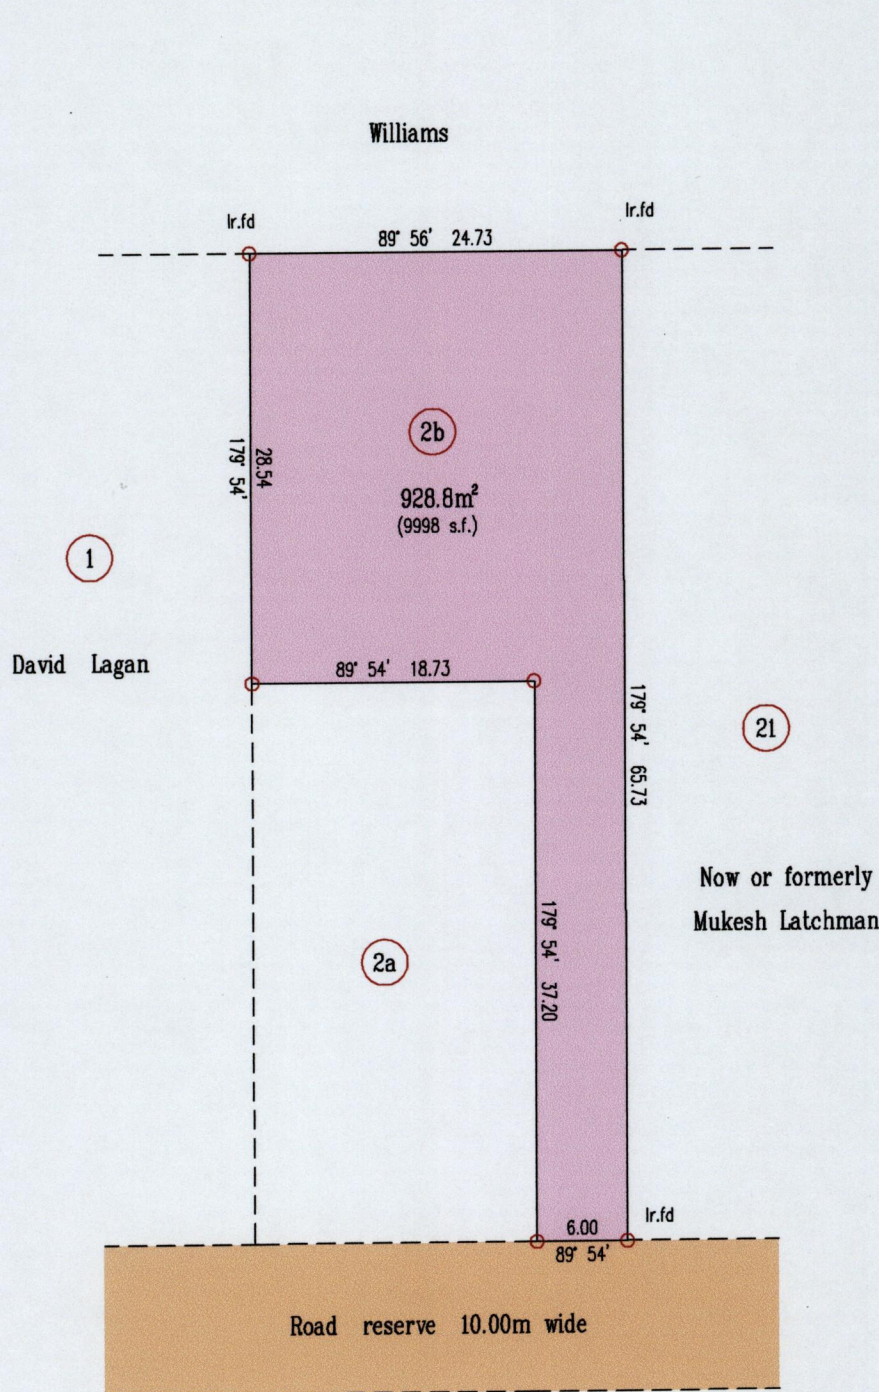 Williams
Ir.fd
Ir.fd
89° 56' 24.73
2b
179° 54'
28.54
928.8m²
(9998 s.f.)
1
David Lagan
89° 54' 18.73
179° 54' 65.73
21
Now or formerly
Mukesh Latchman
179° 54' 37.20
2a
Ir.fd
6.00
89° 54'
Road reserve 10.00m wide